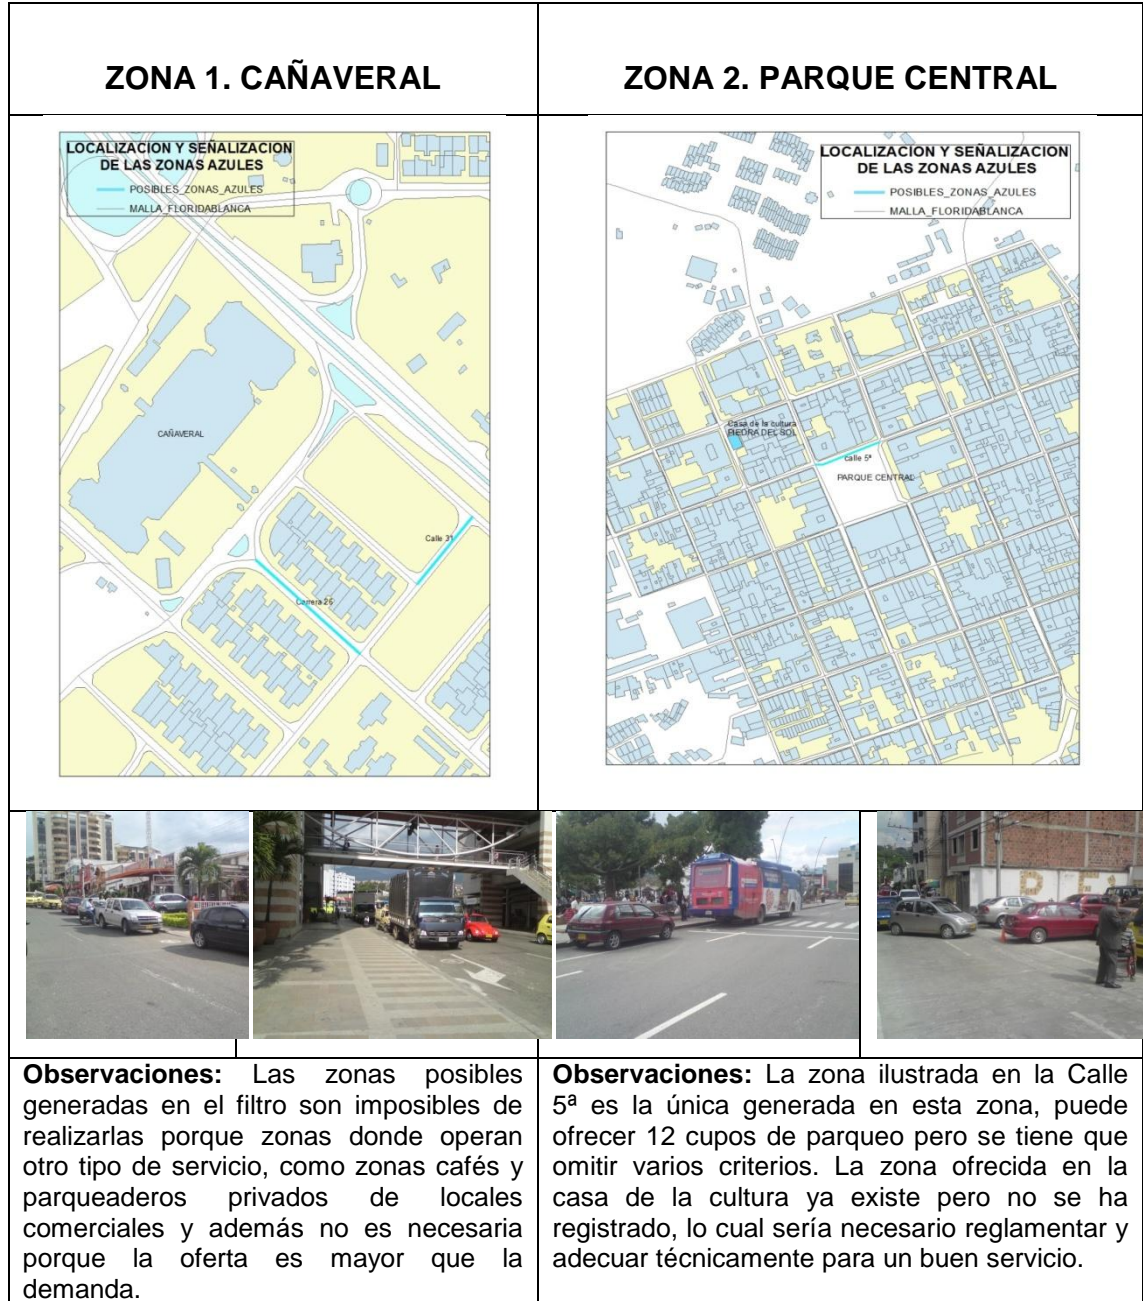 ZONA 1. CAÑAVERAL
ZONA 2. PARQUE CENTRAL
LOCALIZACION Y SEÑALIZACION
DE LAS ZONAS AZULES
POSIBLES_ZONAS_AZULES
MALLA_FLORIDABLANCA
CAÑAVERAL
Calle 31
Carrera 26
LOCALIZACION Y SEÑALIZACION
DE LAS ZONAS AZULES
POSIBLES_ZONAS_AZULES
MALLA_FLORIDABLANCA
Casa de la cultura
PIEDRA DEL SOL
calle 5ª
PARQUE CENTRAL
Observaciones: Las zonas posibles
generadas en el filtro son imposibles de
realizarlas porque zonas donde operan
otro tipo de servicio, como zonas cafés y
parqueaderos privados de locales
comerciales y además no es necesaria
porque la oferta es mayor que la
demanda.
Observaciones: La zona ilustrada en la Calle
5ª es la única generada en esta zona, puede
ofrecer 12 cupos de parqueo pero se tiene que
omitir varios criterios. La zona ofrecida en la
casa de la cultura ya existe pero no se ha
registrado, lo cual sería necesario reglamentar y
adecuar técnicamente para un buen servicio.